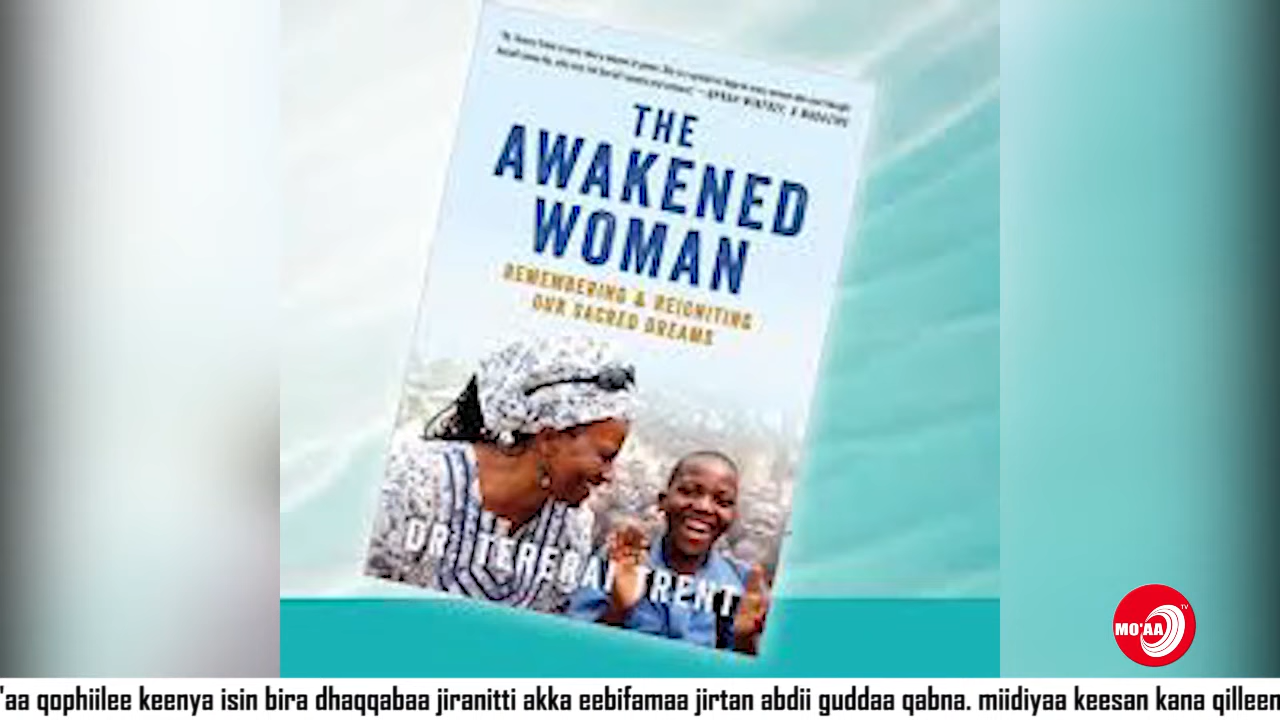 THE
AWAKENED
WOMAN
REMEMBERING & REIGNITING
OUR SACRED DREAMS
DR. TERERAI TRENT
MO'AA
TV
'aa qophiilee keenya isin bira dhaqqabaa jiranitti akka eebifamaa jirtan abdii guddaa qabna. miidiyaa keesan kana qilleen